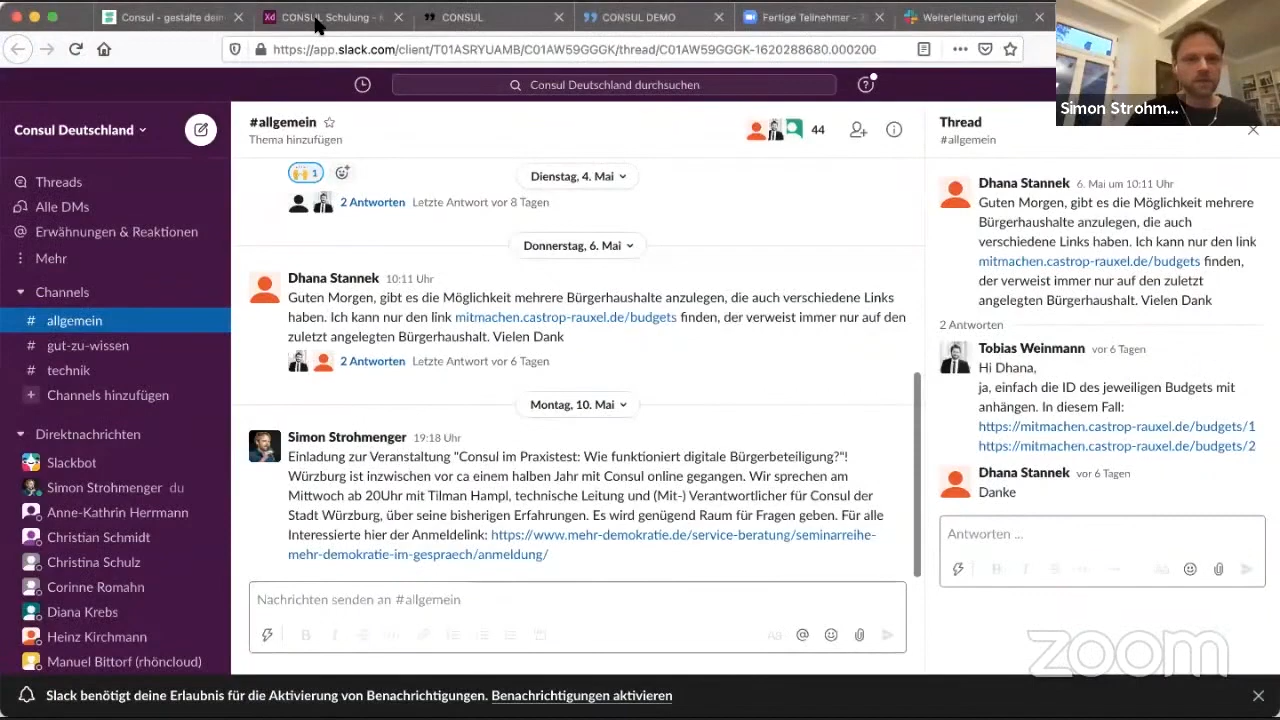 Consul - gestalte dein
CONSUL Schulung - K
CONSUL
CONSUL DEMO
Fertige Teilnehmer - Z
Weiterleitung erfolgt
https://app.slack.com/client/T01ASRYUAMB/C01AW59GGGK/thread/C01AW59GGGK-1620288680.000200
Simon Strohm...
Consul Deutschland durchsuchen
Consul Deutschland
Threads
Alle DMs
Erwähnungen & Reaktionen
Mehr
Channels
# allgemein
# gut-zu-wissen
# technik
+ Channels hinzufügen
Direktnachrichten
Slackbot
Simon Strohmenger du
Anne-Kathrin Herrmann
Christian Schmidt
Christina Schulz
Corinne Romahn
Diana Krebs
Heinz Kirchmann
Manuel Bittorf (rhöncloud)
#allgemein
Thema hinzufügen
44
1
Dienstag, 4. Mai
2 Antworten Letzte Antwort vor 8 Tagen
Donnerstag, 6. Mai
Dhana Stannek 10:11 Uhr
Guten Morgen, gibt es die Möglichkeit mehrere Bürgerhaushalte anzulegen, die auch verschiedene Links
haben. Ich kann nur den link mitmachen.castrop-rauxel.de/budgets finden, der verweist immer nur auf den
zuletzt angelegten Bürgerhaushalt. Vielen Dank
2 Antworten Letzte Antwort vor 6 Tagen
Montag, 10. Mai
Simon Strohmenger 19:18 Uhr
Einladung zur Veranstaltung "Consul im Praxistest: Wie funktioniert digitale Bürgerbeteiligung?"!
Würzburg ist inzwischen vor ca einem halben Jahr mit Consul online gegangen. Wir sprechen am
Mittwoch ab 20Uhr mit Tilman Hampl, technische Leitung und (Mit-) Verantwortlicher für Consul der
Stadt Würzburg, über seine bisherigen Erfahrungen. Es wird genügend Raum für Fragen geben. Für alle
Interessierte hier der Anmeldelink: https://www.mehr-demokratie.de/service-beratung/seminarreihe-
mehr-demokratie-im-gespraech/anmeldung/
Nachrichten senden an #allgemein
Thread
#allgemein
Dhana Stannek 6. Mai um 10:11 Uhr
Guten Morgen, gibt es die Möglichkeit mehrere
Bürgerhaushalte anzulegen, die auch
verschiedene Links haben. Ich kann nur den link
mitmachen.castrop-rauxel.de/budgets finden,
der verweist immer nur auf den zuletzt
angelegten Bürgerhaushalt. Vielen Dank
2 Antworten
Tobias Weinmann vor 6 Tagen
Hi Dhana,
ja, einfach die ID des jeweiligen Budgets mit
anhängen. In diesem Fall:
https://mitmachen.castrop-rauxel.de/budgets/1
https://mitmachen.castrop-rauxel.de/budgets/2
Dhana Stannek vor 6 Tagen
Danke
Antworten ...
zoom
Slack benötigt deine Erlaubnis für die Aktivierung von Benachrichtigungen. Benachrichtigungen aktivieren